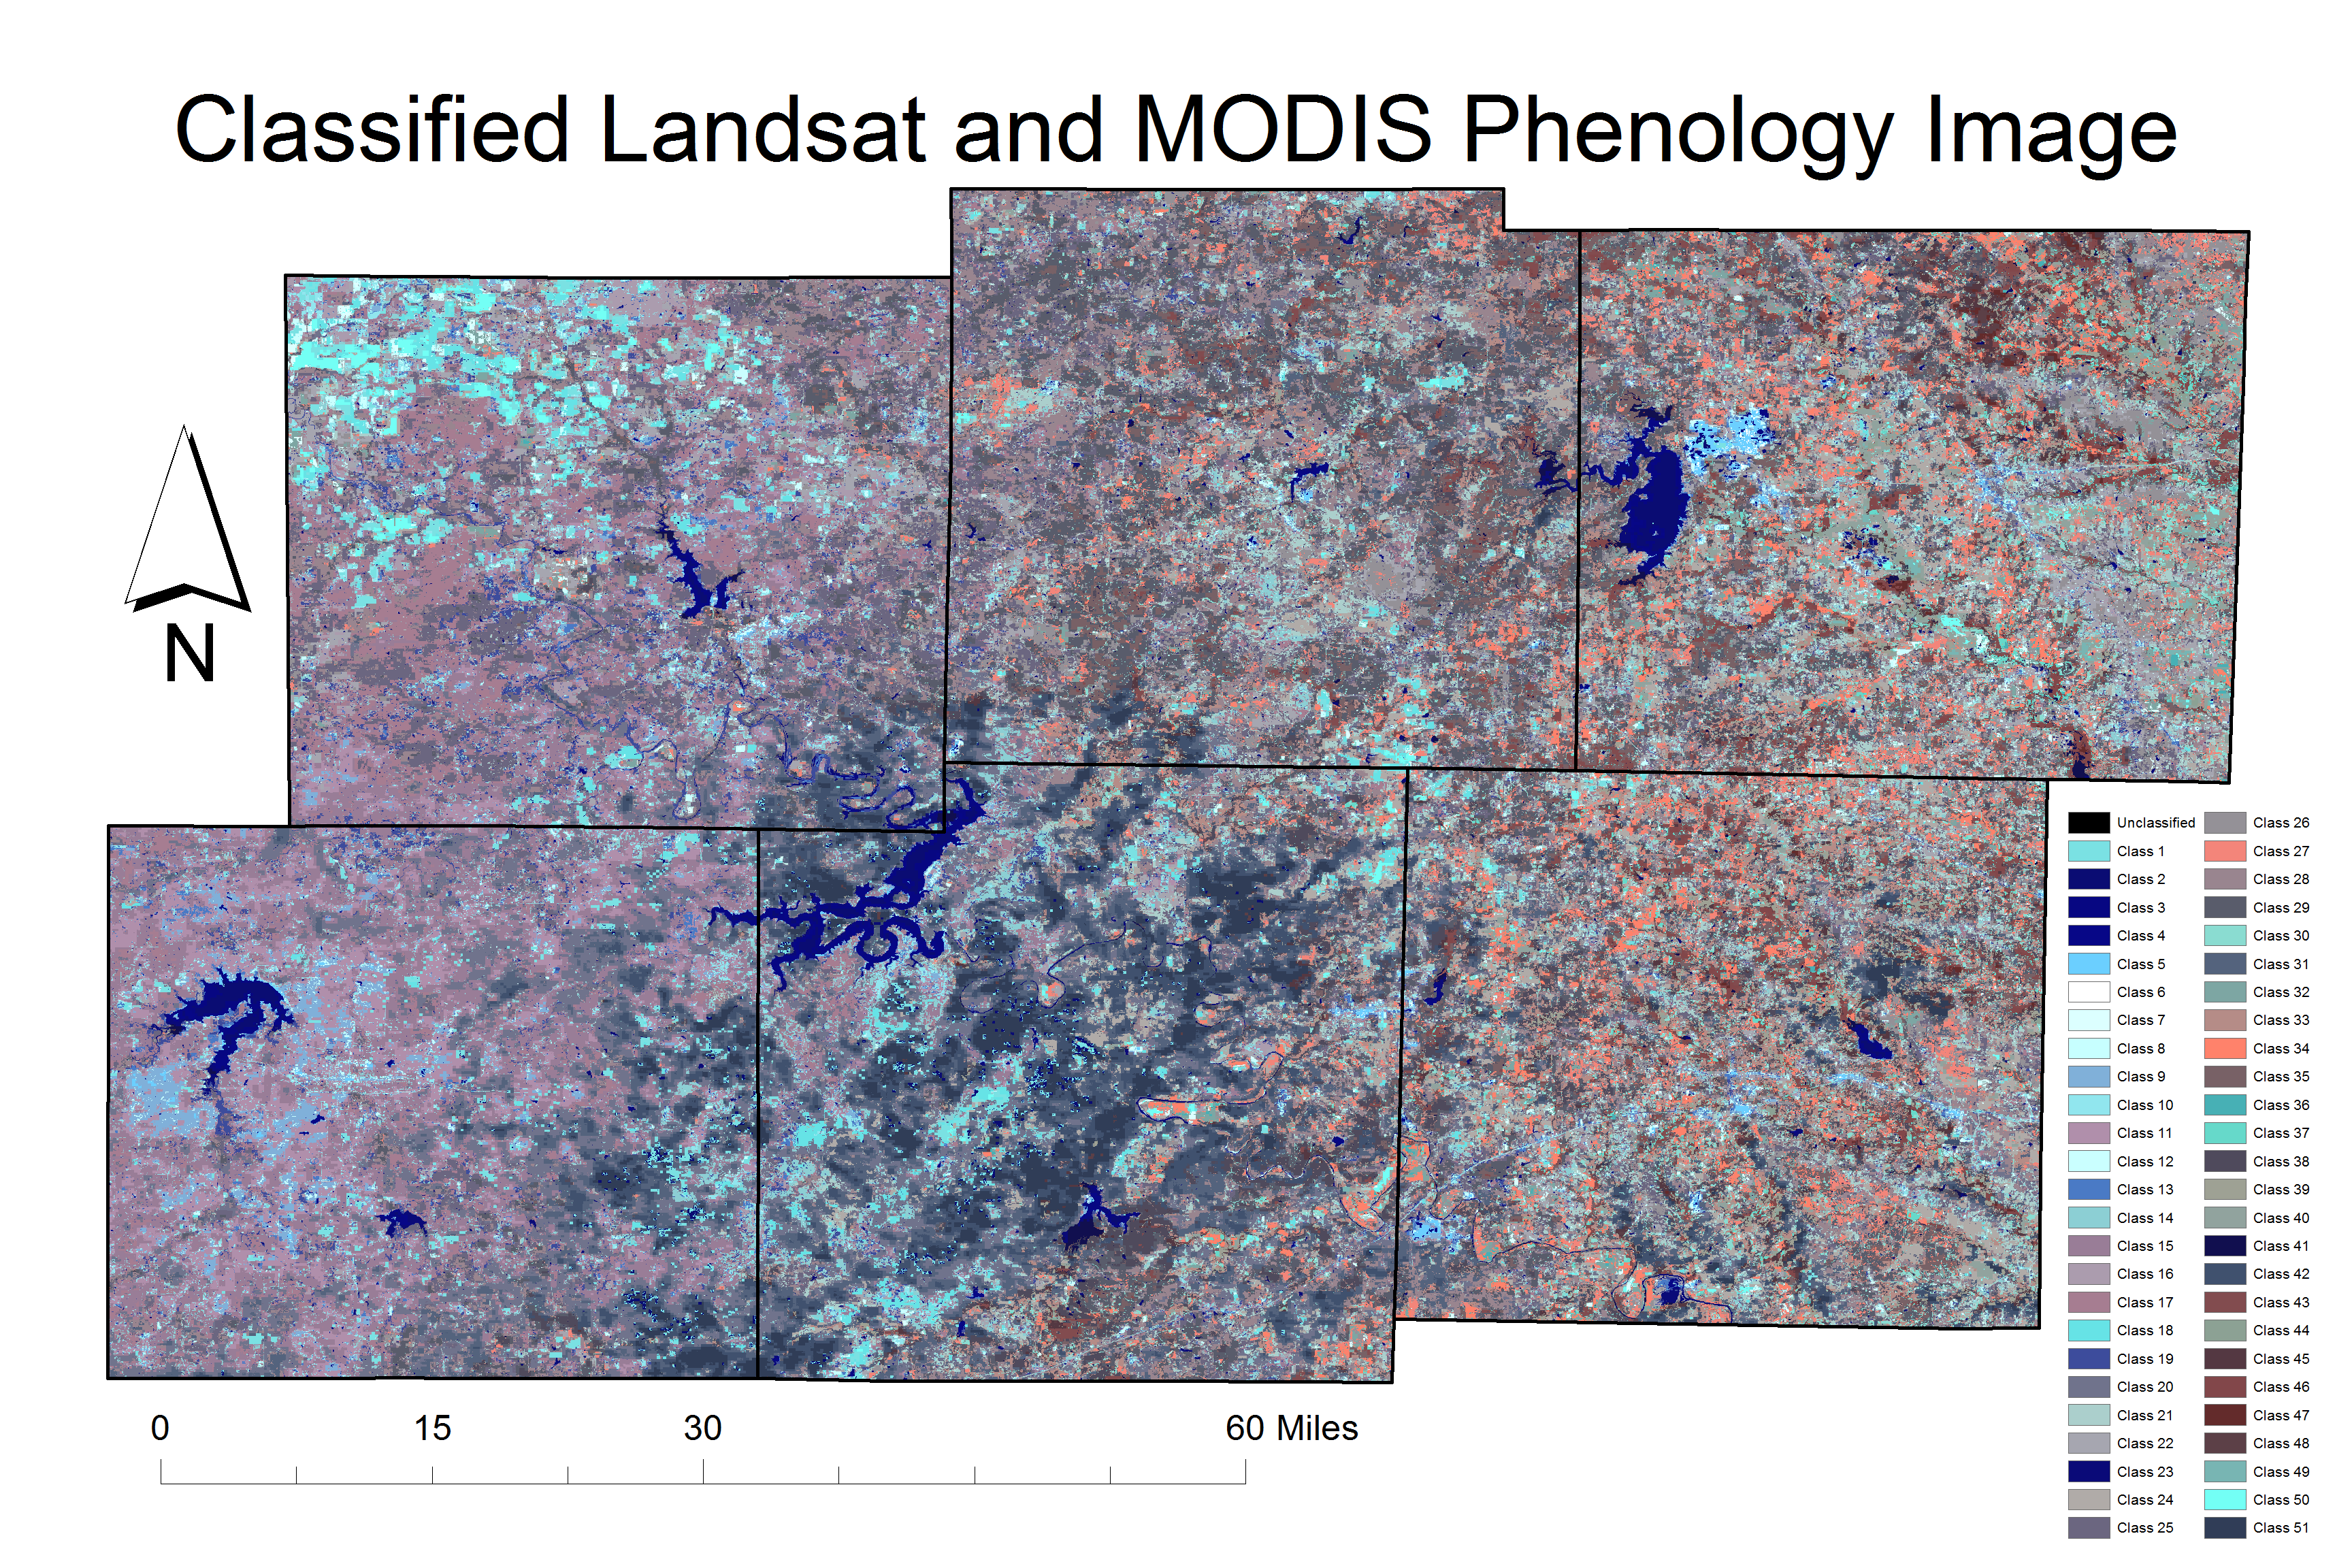 Classified Landsat and MODIS Phenology Image
N
0 15 30 60 Miles
Unclassified
Class 1
Class 2
Class 3
Class 4
Class 5
Class 6
Class 7
Class 8
Class 9
Class 10
Class 11
Class 12
Class 13
Class 14
Class 15
Class 16
Class 17
Class 18
Class 19
Class 20
Class 21
Class 22
Class 23
Class 24
Class 25
Class 26
Class 27
Class 28
Class 29
Class 30
Class 31
Class 32
Class 33
Class 34
Class 35
Class 36
Class 37
Class 38
Class 39
Class 40
Class 41
Class 42
Class 43
Class 44
Class 45
Class 46
Class 47
Class 48
Class 49
Class 50
Class 51